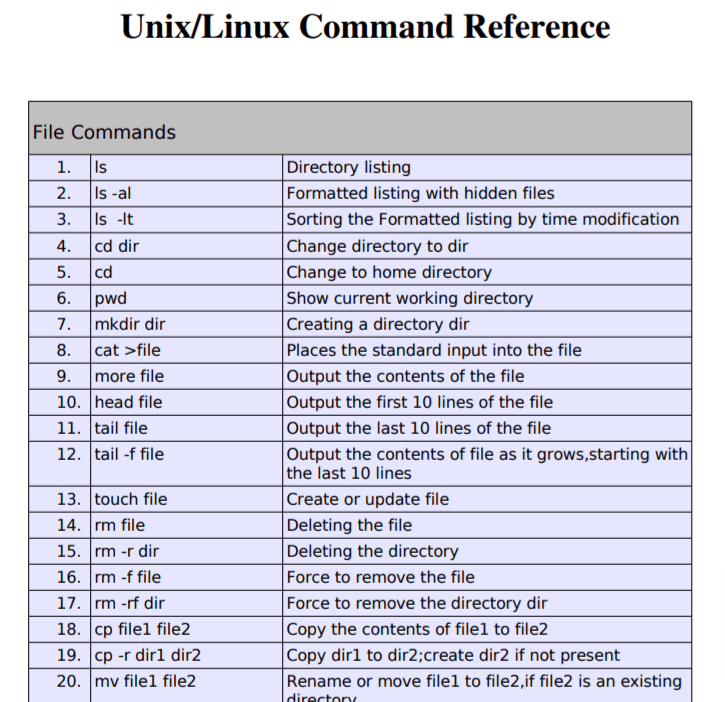 Unix/Linux Command Reference
File Commands
1. ls Directory listing
2. ls -al Formatted listing with hidden files
3. ls -lt Sorting the Formatted listing by time modification
4. cd dir Change directory to dir
5. cd Change to home directory
6. pwd Show current working directory
7. mkdir dir Creating a directory dir
8. cat >file Places the standard input into the file
9. more file Output the contents of the file
10. head file Output the first 10 lines of the file
11. tail file Output the last 10 lines of the file
12. tail -f file Output the contents of file as it grows,starting with
the last 10 lines
13. touch file Create or update file
14. rm file Deleting the file
15. rm -r dir Deleting the directory
16. rm -f file Force to remove the file
17. rm -rf dir Force to remove the directory dir
18. cp file1 file2 Copy the contents of file1 to file2
19. cp -r dir1 dir2 Copy dir1 to dir2;create dir2 if not present
20. mv file1 file2 Rename or move file1 to file2,if file2 is an existing
directory